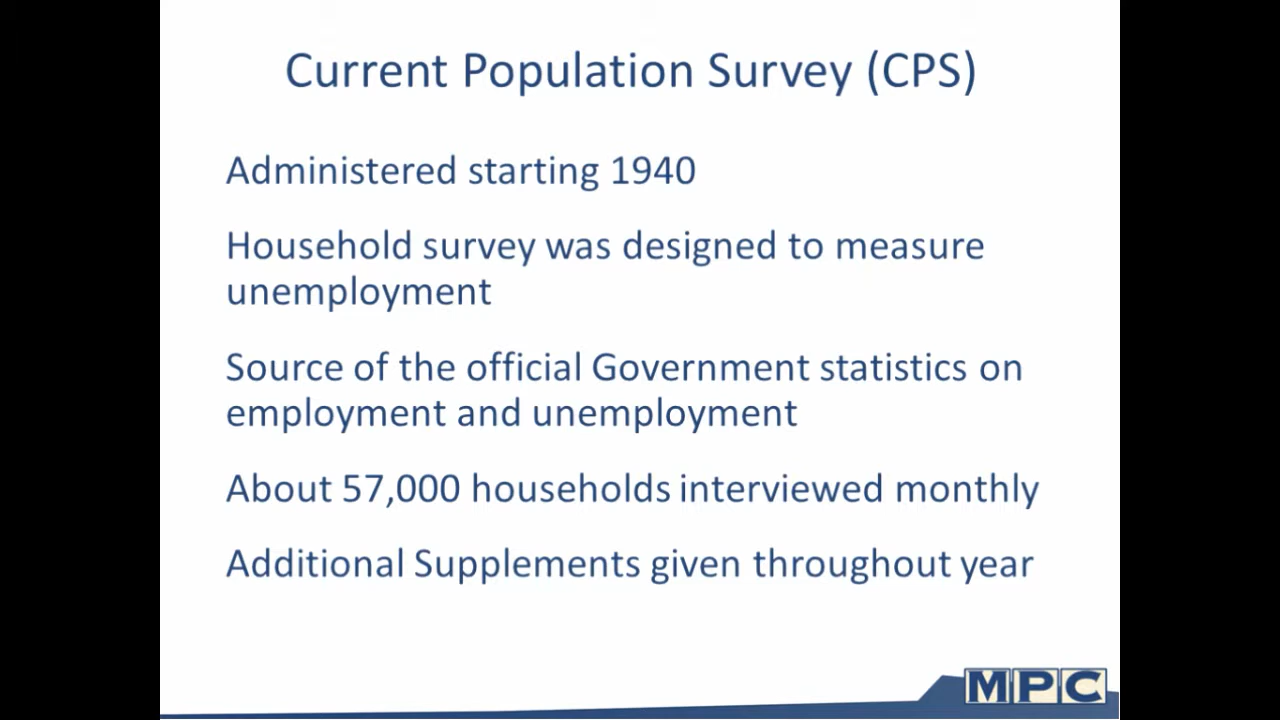 Current Population Survey (CPS)
Administered starting 1940
Household survey was designed to measure
unemployment
Source of the official Government statistics on
employment and unemployment
About 57,000 households interviewed monthly
Additional Supplements given throughout year
MPC